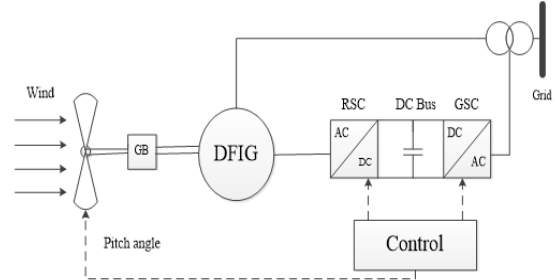 Wind
GB
DFIG
RSC
DC Bus
GSC
AC
DC
DC
AC
Grid
Pitch angle
Control